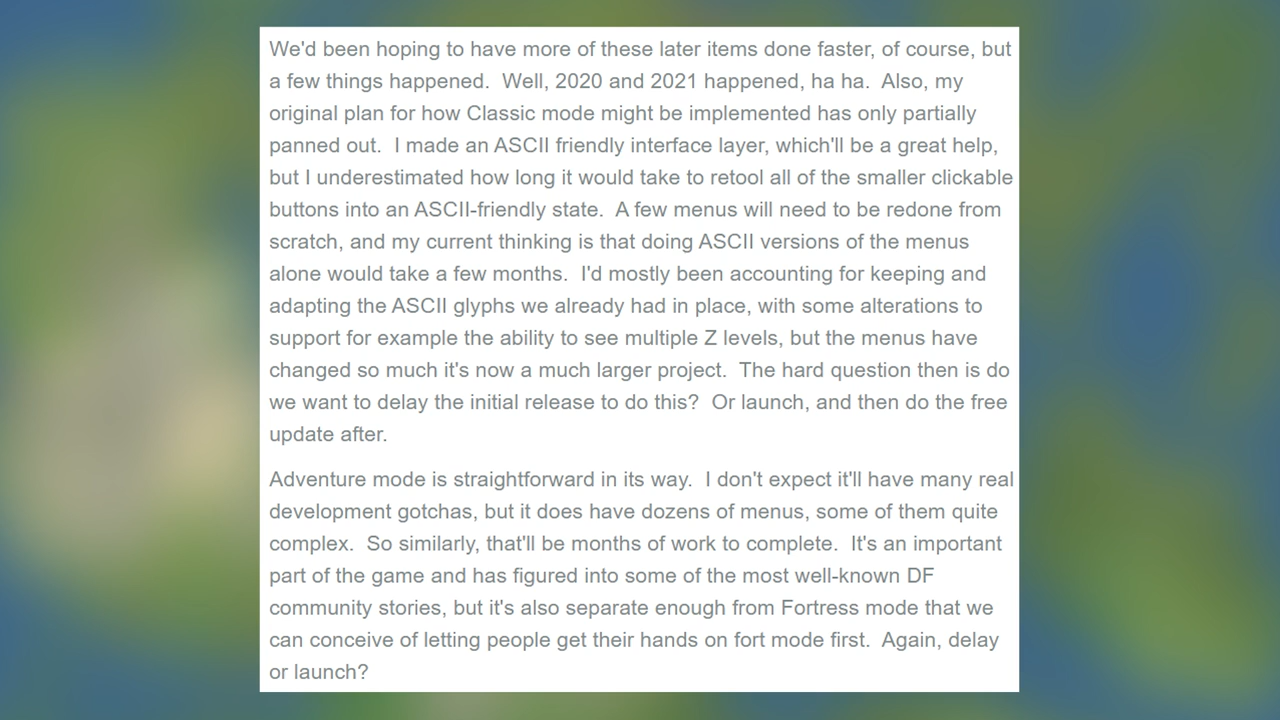 We'd been hoping to have more of these later items done faster, of course, but
a few things happened.  Well, 2020 and 2021 happened, ha ha.  Also, my
original plan for how Classic mode might be implemented has only partially
panned out.  I made an ASCII friendly interface layer, which'll be a great help,
but I underestimated how long it would take to retool all of the smaller clickable
buttons into an ASCII-friendly state.  A few menus will need to be redone from
scratch, and my current thinking is that doing ASCII versions of the menus
alone would take a few months.  I'd mostly been accounting for keeping and
adapting the ASCII glyphs we already had in place, with some alterations to
support for example the ability to see multiple Z levels, but the menus have
changed so much it's now a much larger project.  The hard question then is do
we want to delay the initial release to do this?  Or launch, and then do the free
update after.
Adventure mode is straightforward in its way.  I don't expect it'll have many real
development gotchas, but it does have dozens of menus, some of them quite
complex.  So similarly, that'll be months of work to complete.  It's an important
part of the game and has figured into some of the most well-known DF
community stories, but it's also separate enough from Fortress mode that we
can conceive of letting people get their hands on fort mode first.  Again, delay
or launch?